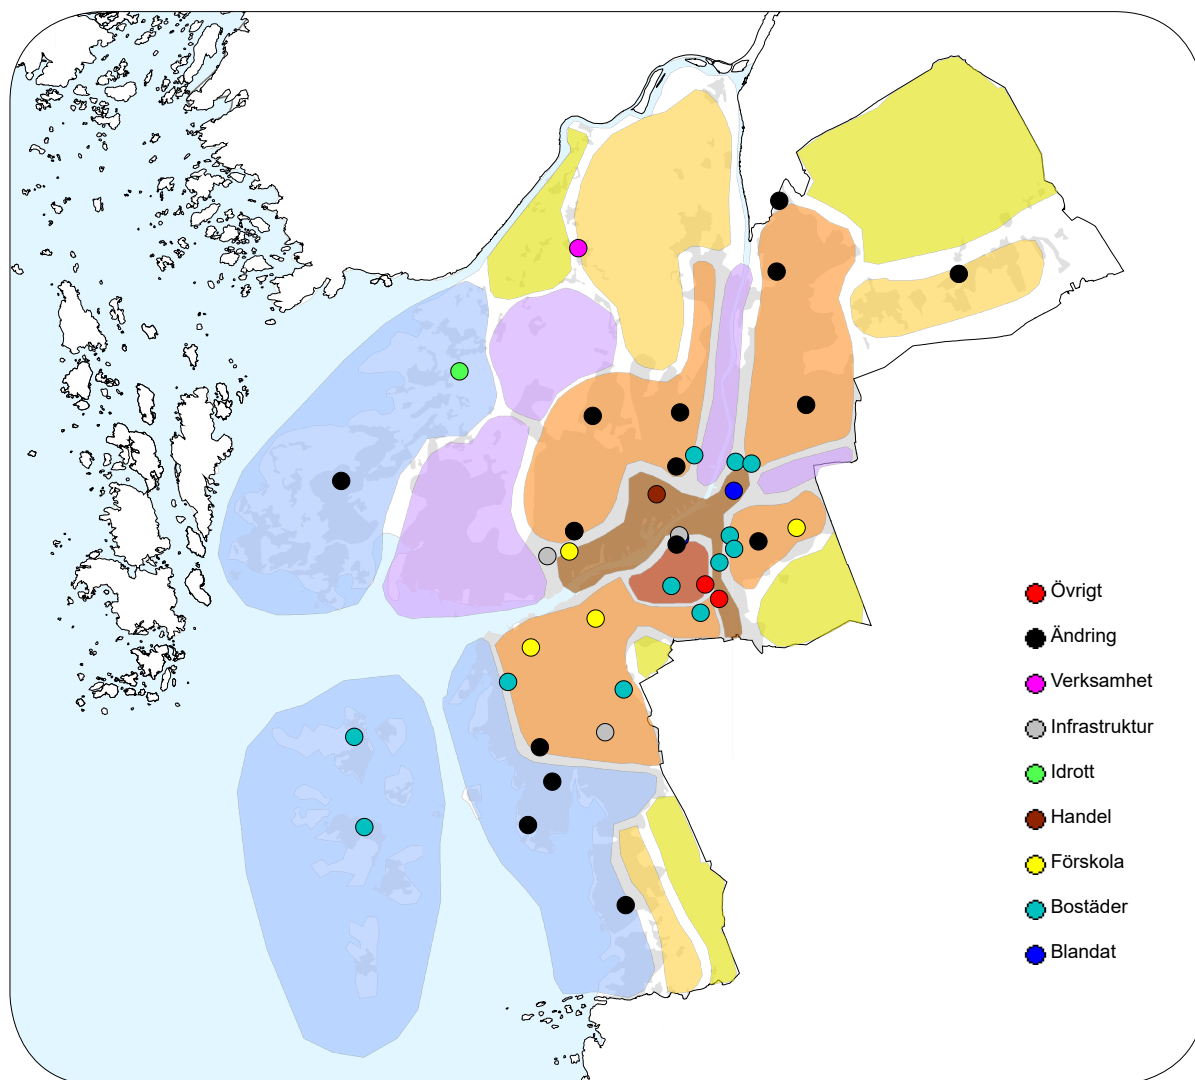 Övrigt
Ändring
Verksamhet
Infrastruktur
Idrott
Handel
Förskola
Bostäder
Blandat